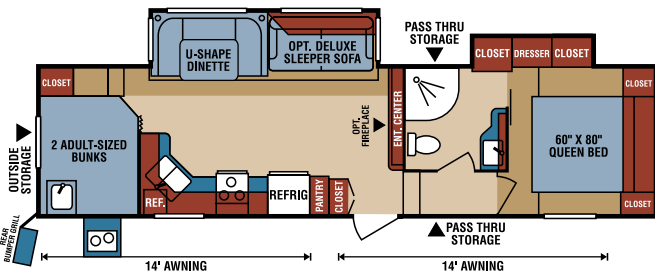 PASS THRU
STORAGE
U-SHAPE
DINETTE
OPT. DELUXE
SLEEPER SOFA
CLOSET
DRESSER
CLOSET
CLOSET
CLOSET
2 ADULT-SIZED
BUNKS
OPT.
FIREPLACE
ENT. CENTER
60" X 80"
QUEEN BED
OUTSIDE
STORAGE
REF.
REFRIG
PANTRY
CLOSET
CLOSET
REAR
BUMPER GRILL
PASS THRU
STORAGE
14' AWNING
14' AWNING